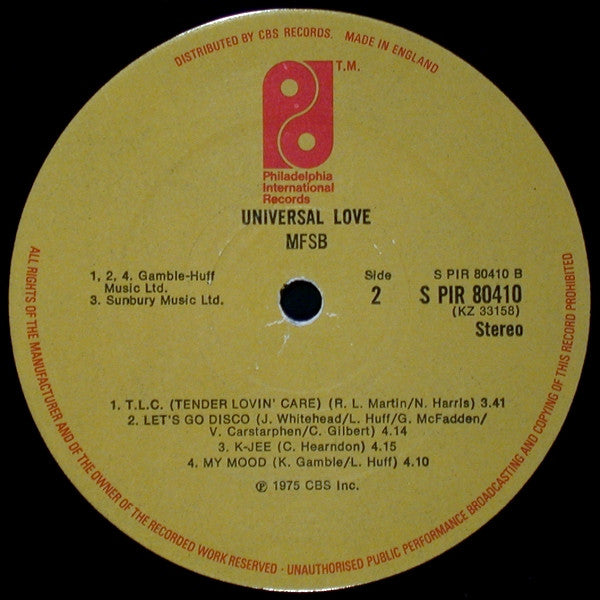 DISTRIBUTED BY CBS RECORDS. MADE IN ENGLAND
T.M.
Philadelphia
International
Records
UNIVERSAL LOVE
MFSB
1, 2, 4. Gamble-Huff
Music Ltd.
3. Sunbury Music Ltd.
Side
2
S PIR 80410 B
S PIR 80410
(KZ 33158)
Stereo
1. T.L.C. (TENDER LOVIN' CARE) (R. L. Martin/N. Harris) 3.41
2. LET'S GO DISCO (J. Whitehead/L. Huff/G. McFadden/
V. Carstarphen/C. Gilbert) 4.14
3. K-JEE (C. Hearndon) 4.15
4. MY MOOD (K. Gamble/L. Huff) 4.10
℗ 1975 CBS Inc.
ALL RIGHTS OF THE MANUFACTURER AND OF THE OWNER OF THE RECORDED WORK RESERVED · UNAUTHORISED PUBLIC PERFORMANCE BROADCASTING AND COPYING OF THIS RECORD PROHIBITED